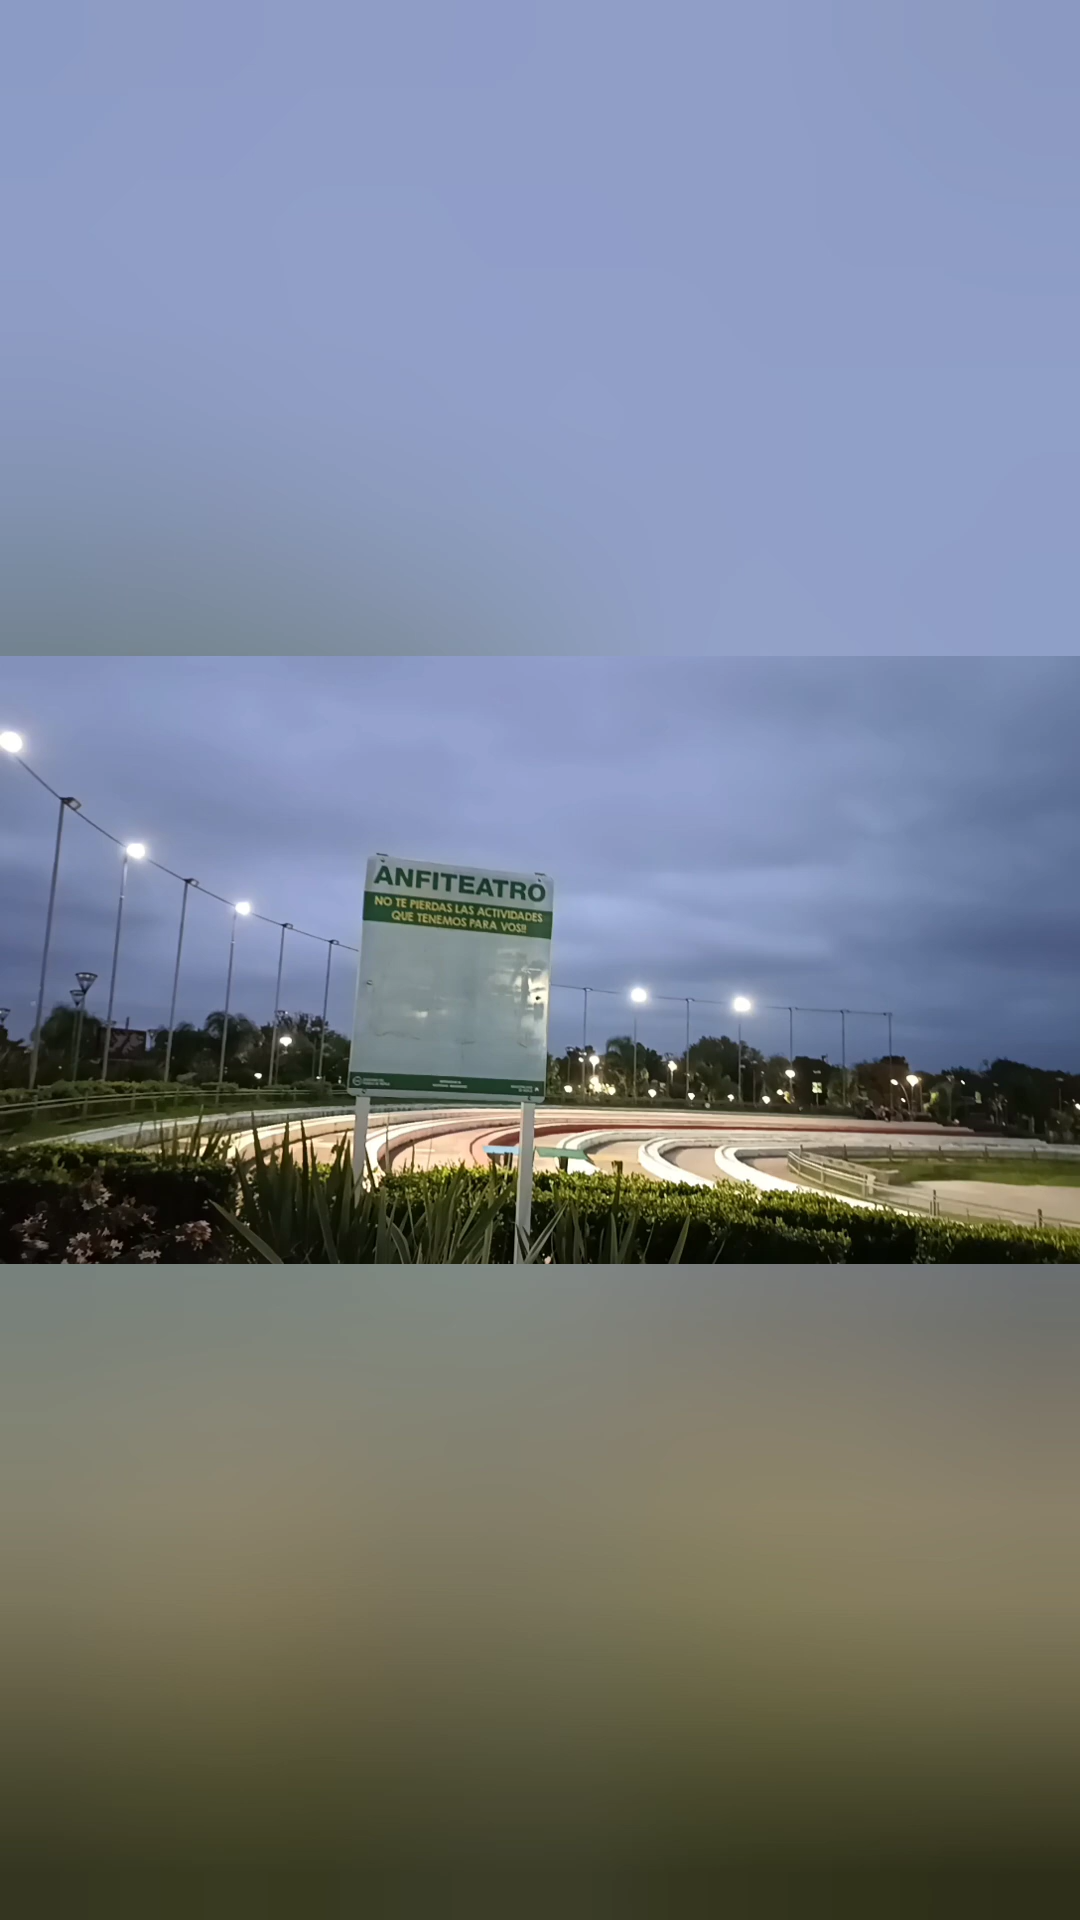 ANFITEATRO
NO TE PIERDAS LAS ACTIVIDADES
QUE TENEMOS PARA VOS!!